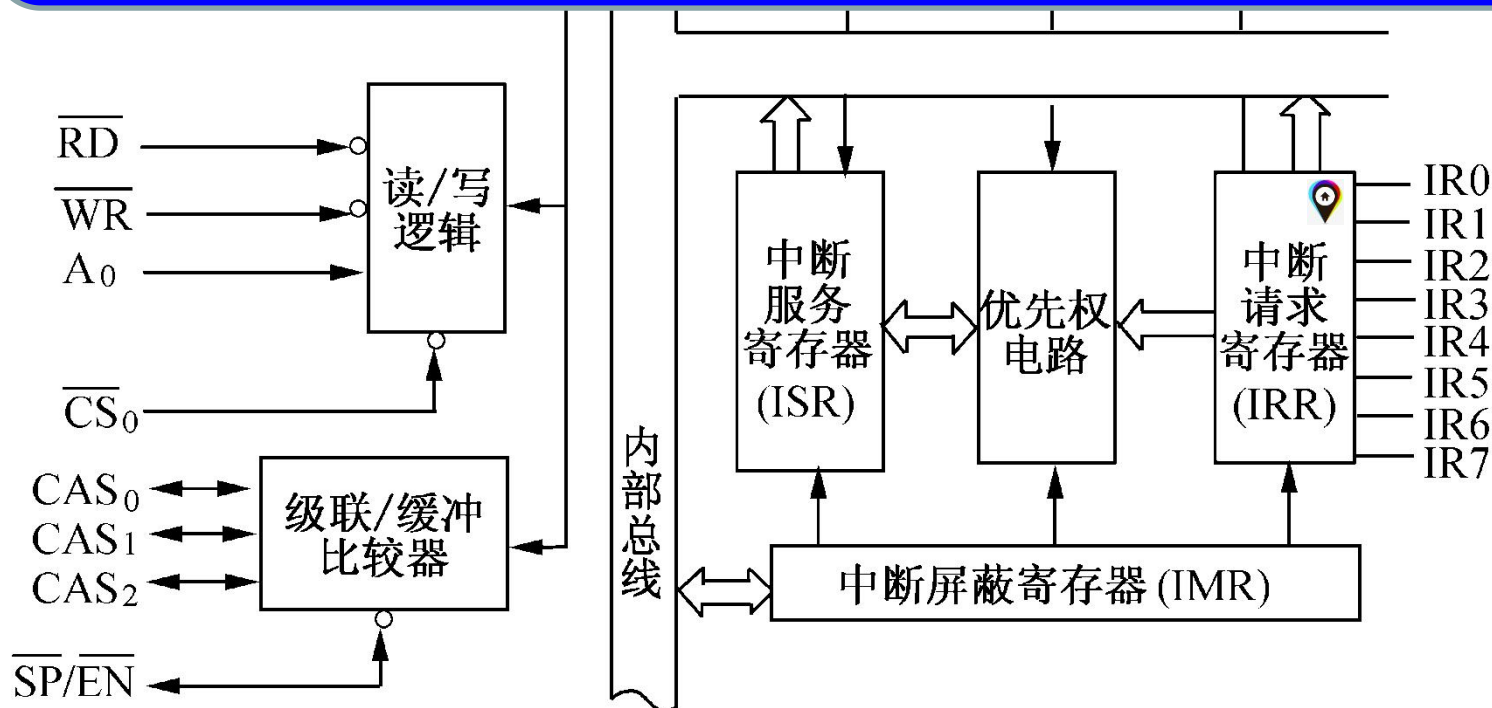 RD
WR
A0
CS0
读/写
逻辑
CAS0
CAS1
CAS2
级联/缓冲
比较器
SP/EN
内
部
总
线
中断
服务
寄存器
(ISR)
优先权
电路
中断
请求
寄存器
(IRR)
IR0
IR1
IR2
IR3
IR4
IR5
IR6
IR7
中断屏蔽寄存器(IMR)